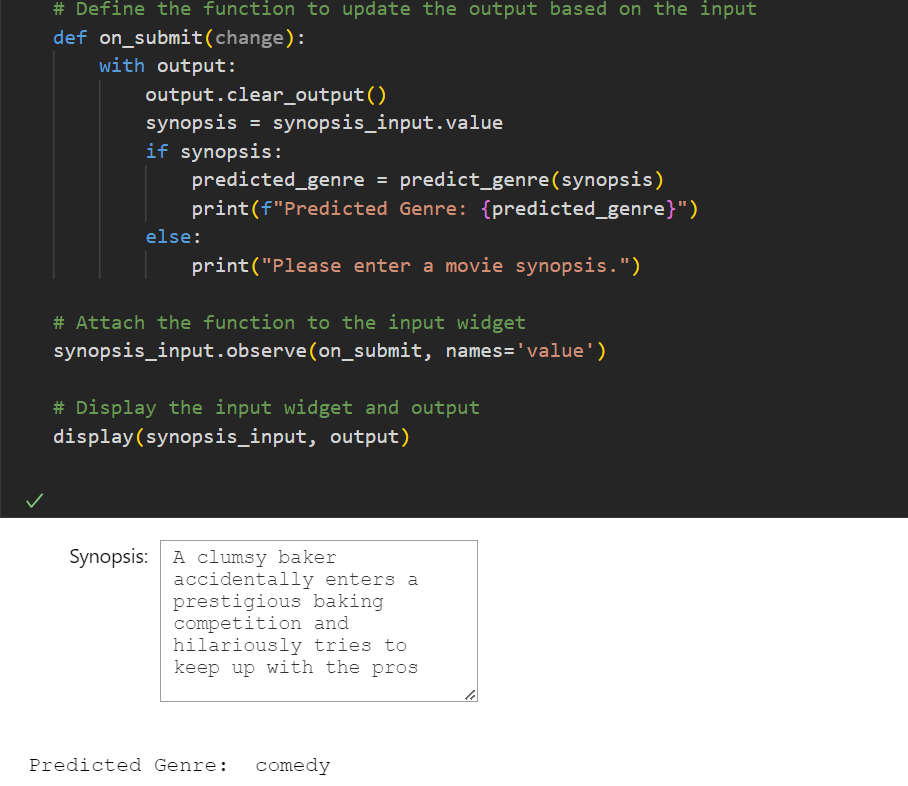 # Define the function to update the output based on the input
def on_submit(change):
    with output:
        output.clear_output()
        synopsis = synopsis_input.value
        if synopsis:
            predicted_genre = predict_genre(synopsis)
            print(f"Predicted Genre: {predicted_genre}")
        else:
            print("Please enter a movie synopsis.")
# Attach the function to the input widget
synopsis_input.observe(on_submit, names='value')
# Display the input widget and output
display(synopsis_input, output)
Synopsis: A clumsy baker
accidentally enters a
prestigious baking
competition and
hilariously tries to
keep up with the pros
Predicted Genre:  comedy